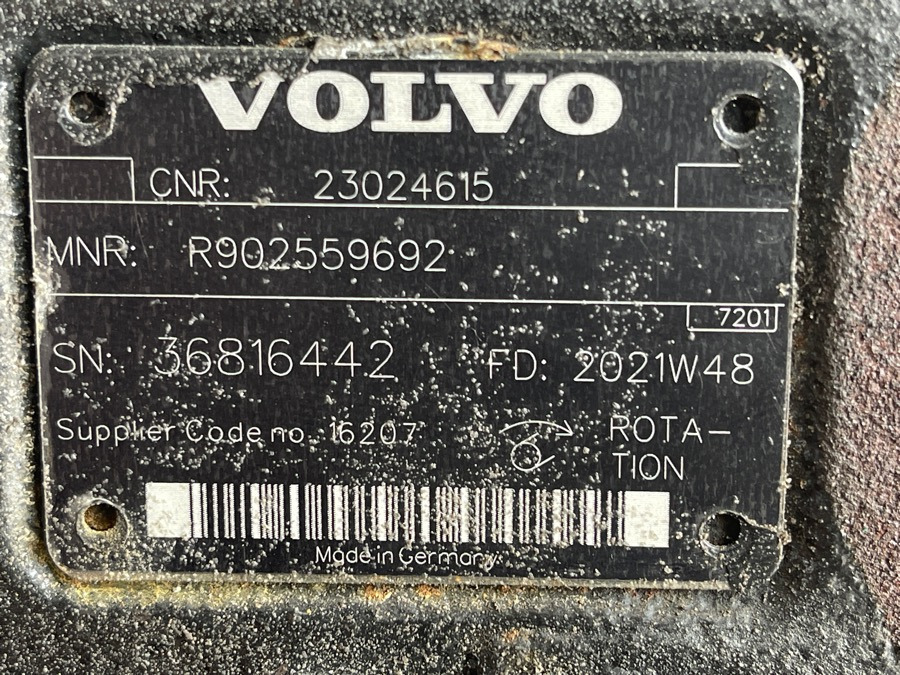 VOLVO
CNR: 23024615
MNR: R902559692
7201
SN: 36816442 FD: 2021W48
Supplier Code no. 16207 ROTA-
TION
Made in Germany.